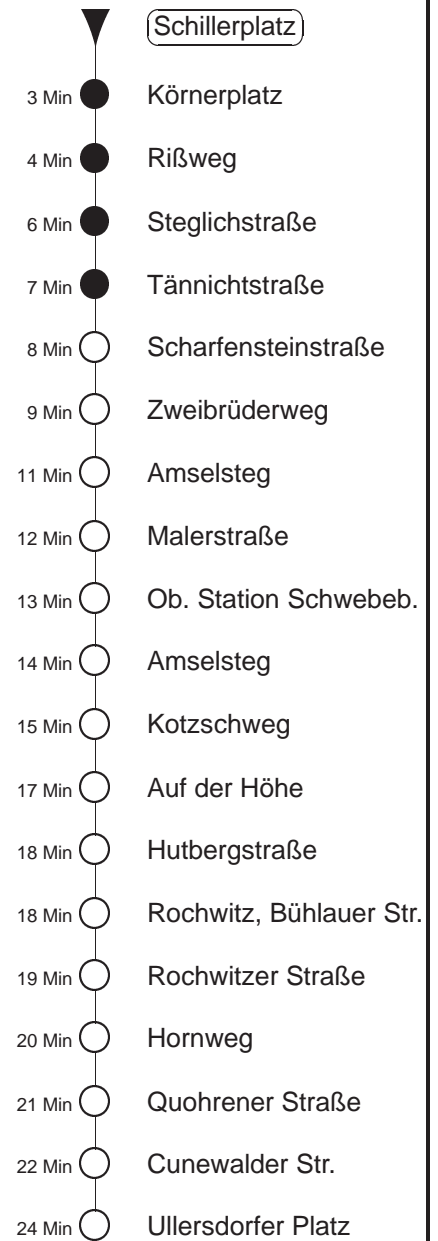 Schillerplatz
3 Min Körnerplatz
4 Min Rißweg
6 Min Steglichstraße
7 Min Tännichtstraße
8 Min Scharfensteinstraße
9 Min Zweibrüderweg
11 Min Amselsteg
12 Min Malerstraße
13 Min Ob. Station Schwebeb.
14 Min Amselsteg
15 Min Kotzschweg
17 Min Auf der Höhe
18 Min Hutbergstraße
18 Min Rochwitz, Bühlauer Str.
19 Min Rochwitzer Straße
20 Min Hornweg
21 Min Quohrener Straße
22 Min Cunewalder Str.
24 Min Ullersdorfer Platz